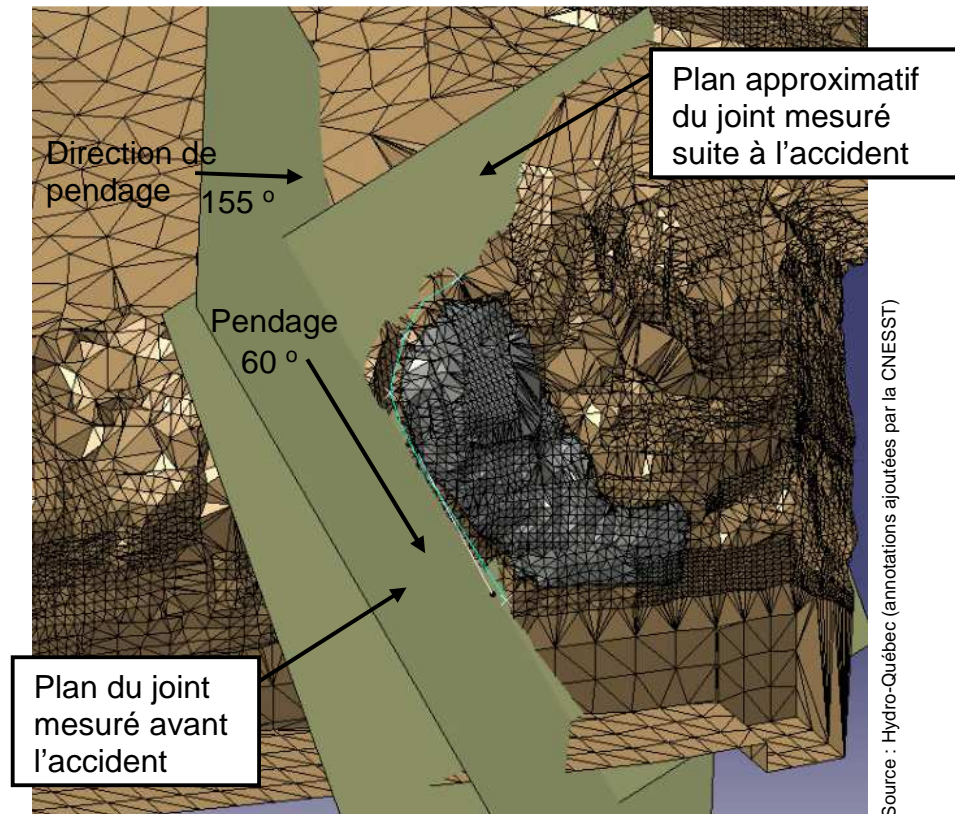 Plan approximatif
du joint mesuré
suite à l'accident
Direction de
pendage
155 º
Pendage
60 º
Plan du joint
mesuré avant
l'accident
Source : Hydro-Québec (annotations ajoutées par la CNESST)